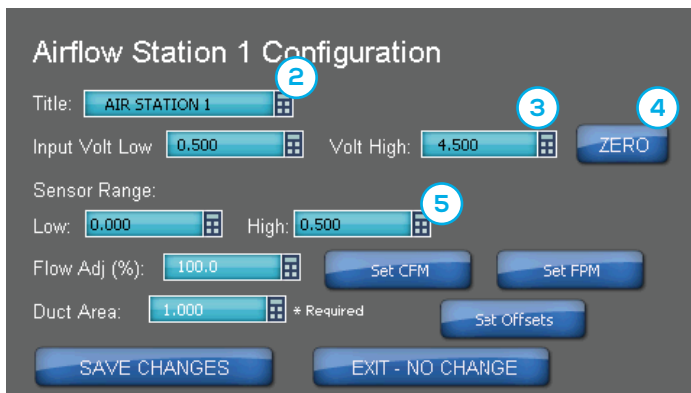 Airflow Station 1 Configuration
2
Title: AIR STATION 1
3
4
Input Volt Low 0.500 Volt High: 4.500 ZERO
Sensor Range:
5
Low: 0.000 High: 0.500
Flow Adj (%): 100.0 Set CFM Set FPM
Duct Area: 1.000 * Required Set Offsets
SAVE CHANGES EXIT - NO CHANGE